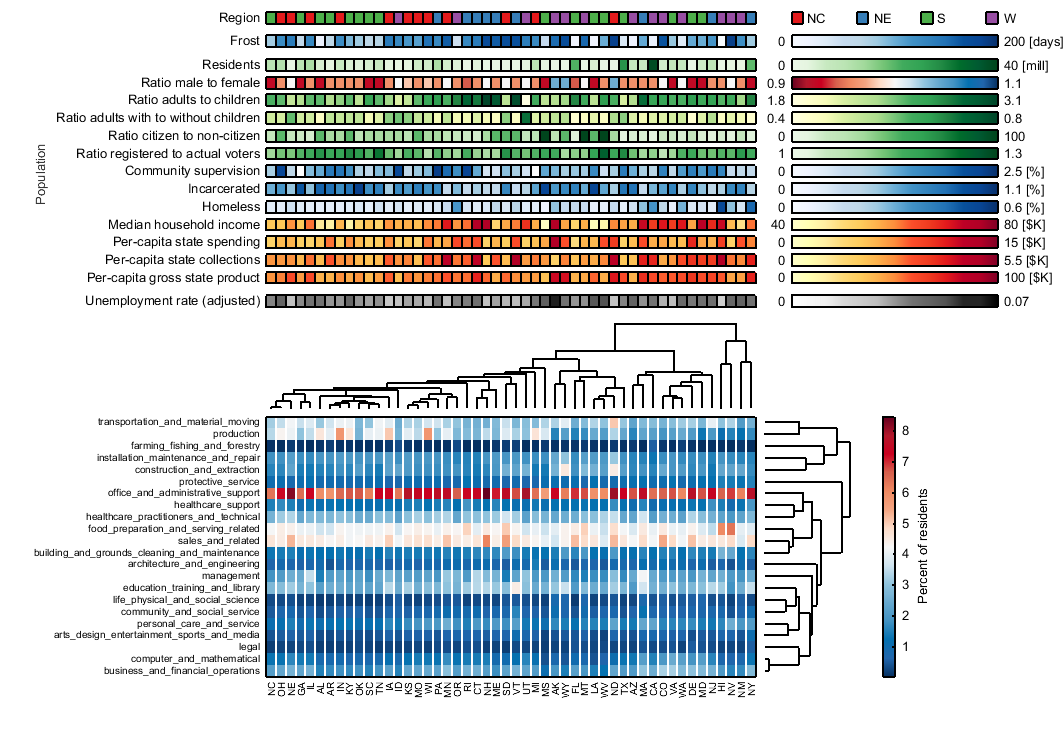 Region NC NE S W
Frost 0 200 [days]
Residents 0 40 [mill]
Ratio male to female 0.9 1.1
Ratio adults to children 1.8 3.1
Ratio adults with to without children 0.4 0.8
Ratio citizen to non-citizen 0 100
Ratio registered to actual voters 1 1.3
Community supervision 0 2.5 [%]
Incarcerated 0 1.1 [%]
Homeless 0 0.6 [%]
Median household income 40 80 [$K]
Per-capita state spending 0 15 [$K]
Per-capita state collections 0 5.5 [$K]
Per-capita gross state product 0 100 [$K]
Unemployment rate (adjusted) 0 0.07
Population
transportation_and_material_moving
production
farming_fishing_and_forestry
installation_maintenance_and_repair
construction_and_extraction
protective_service
office_and_administrative_support
healthcare_support
healthcare_practitioners_and_technical
food_preparation_and_serving_related
sales_and_related
building_and_grounds_cleaning_and_maintenance
architecture_and_engineering
management
education_training_and_library
life_physical_and_social_science
community_and_social_service
personal_care_and_service
arts_design_entertainment_sports_and_media
legal
computer_and_mathematical
business_and_financial_operations
NC OH NE GA IL AL AR IN KY OK SC TN IA ID KS MO WI PA MN OR RI CT NH ME SD VT UT MI MS AK WY FL MT LA WV ND TX AZ MA CA CO VA WA DE MD NJ HI NV NM NY
8
7
6
5
4
3
2
1
Percent of residents